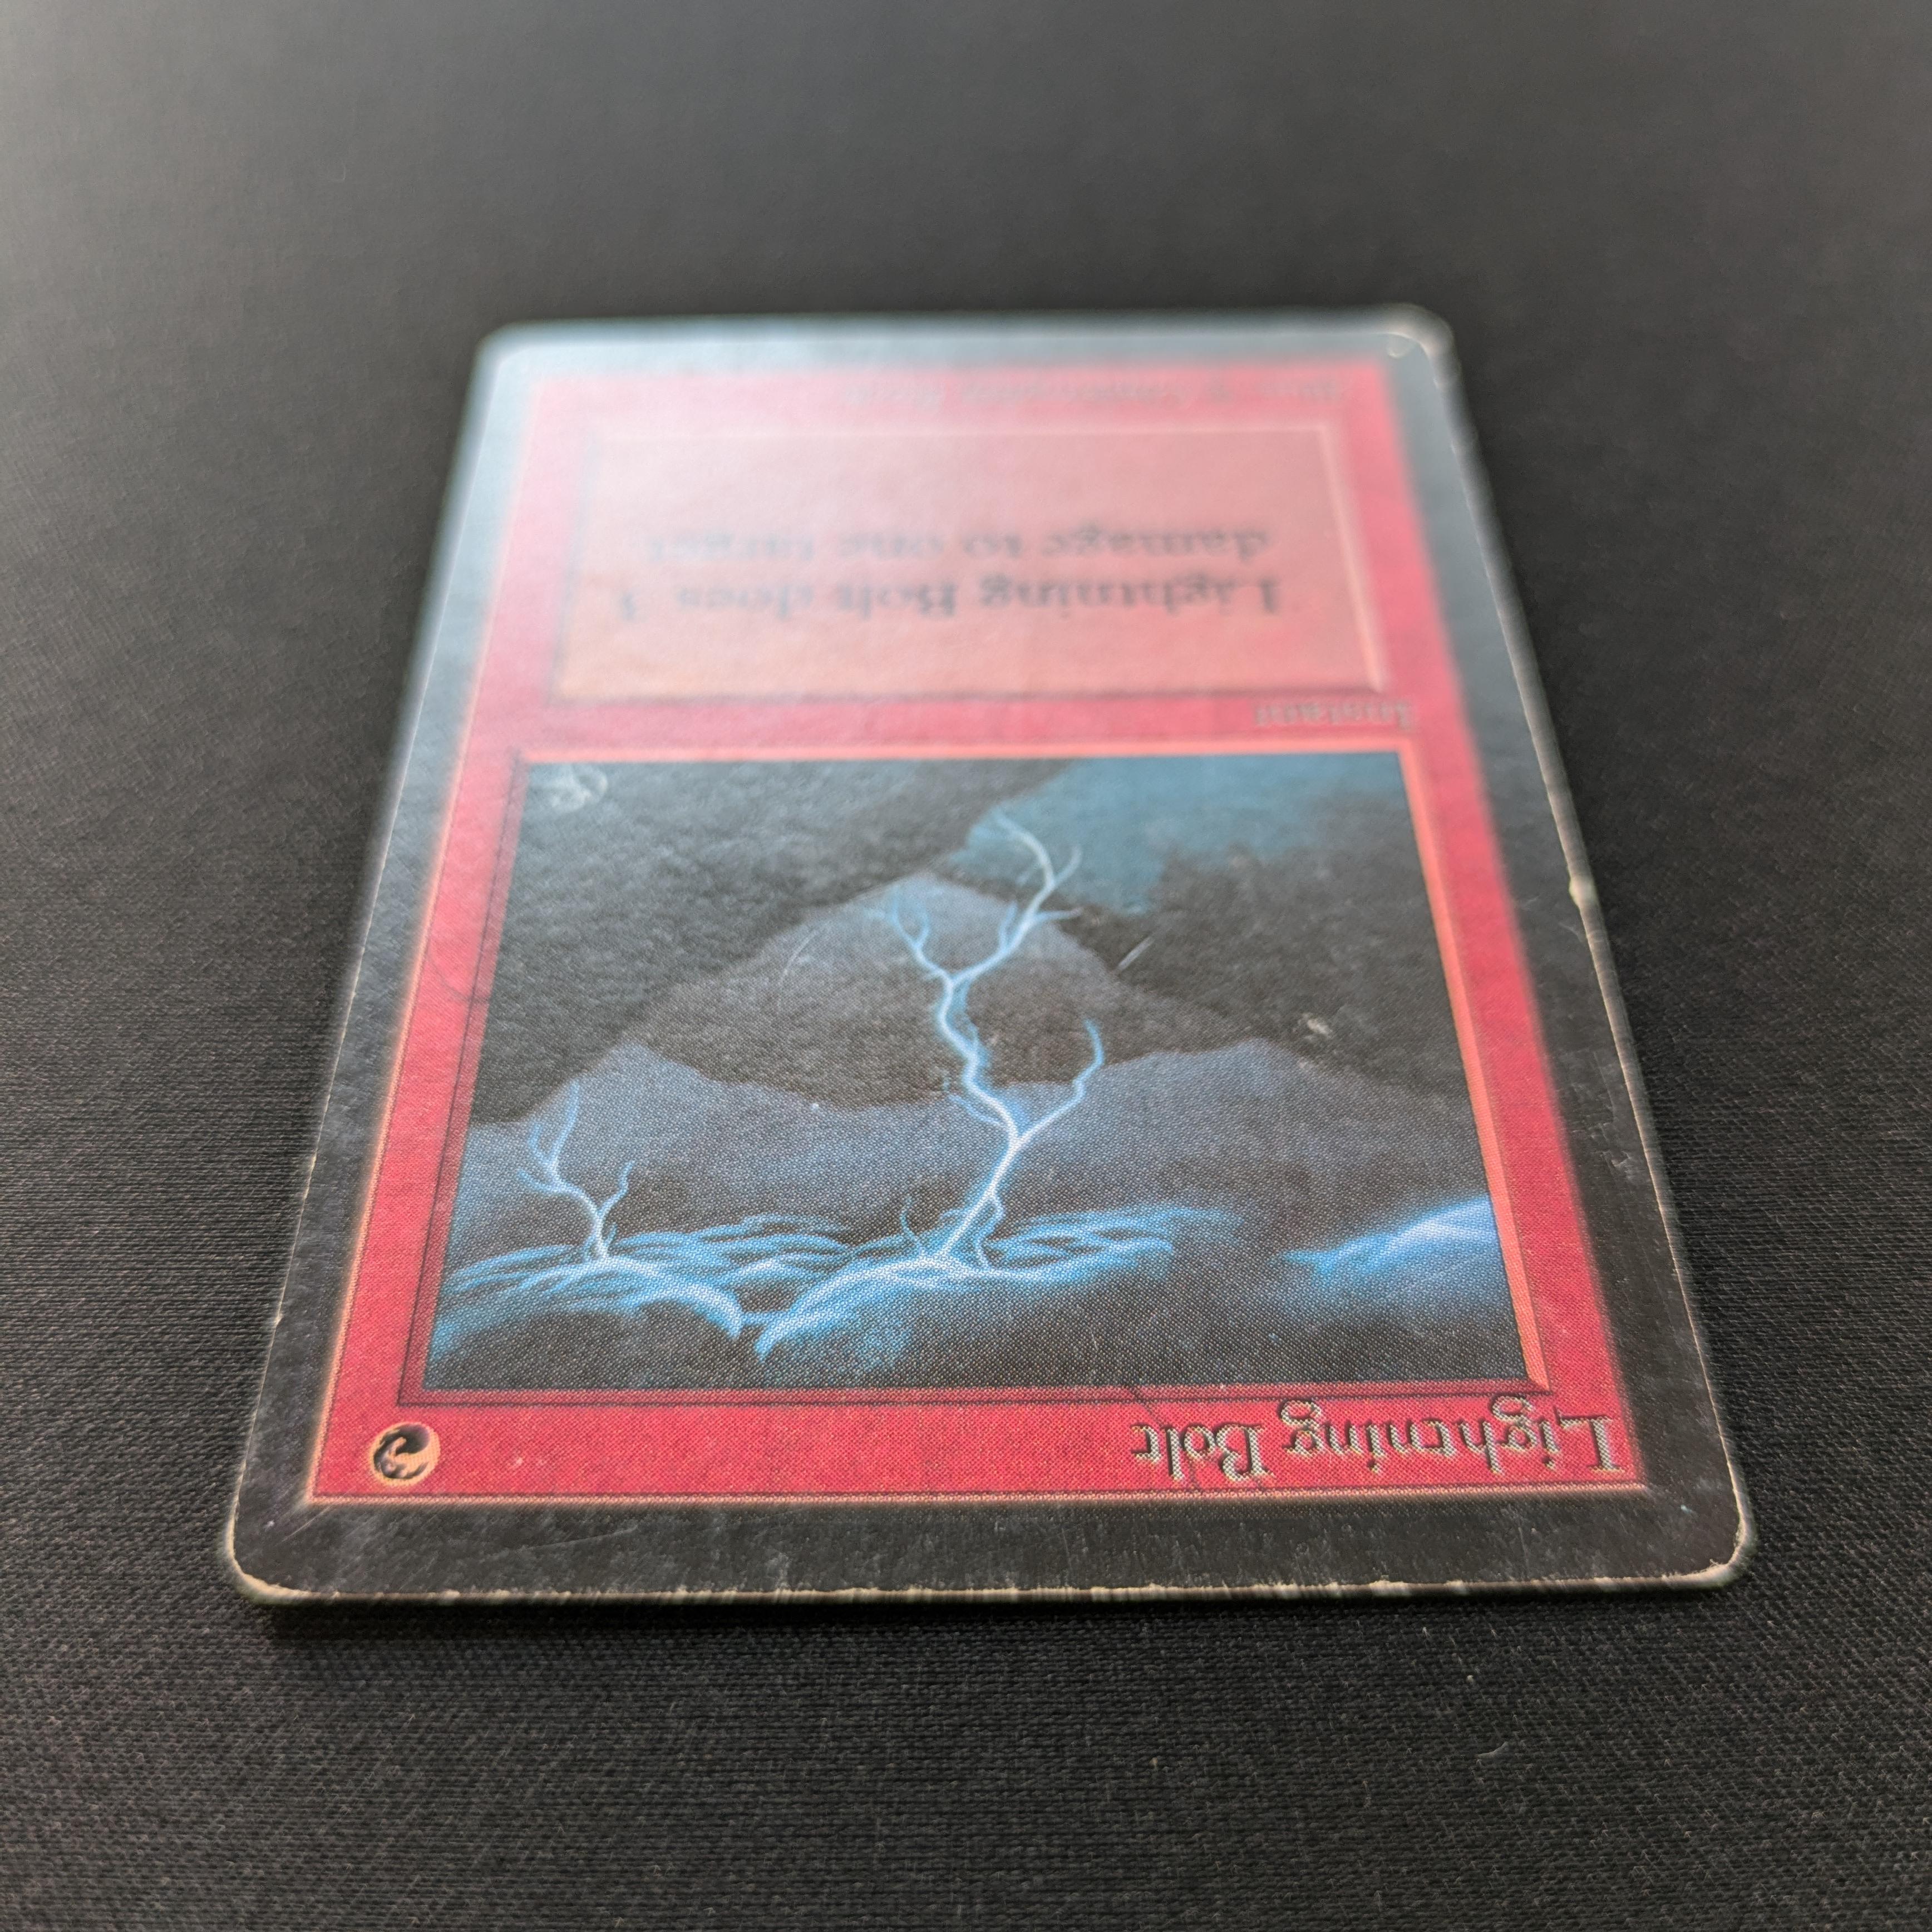 Lightning Bolt
Instant
Lightning Bolt does 3
damage to one target.